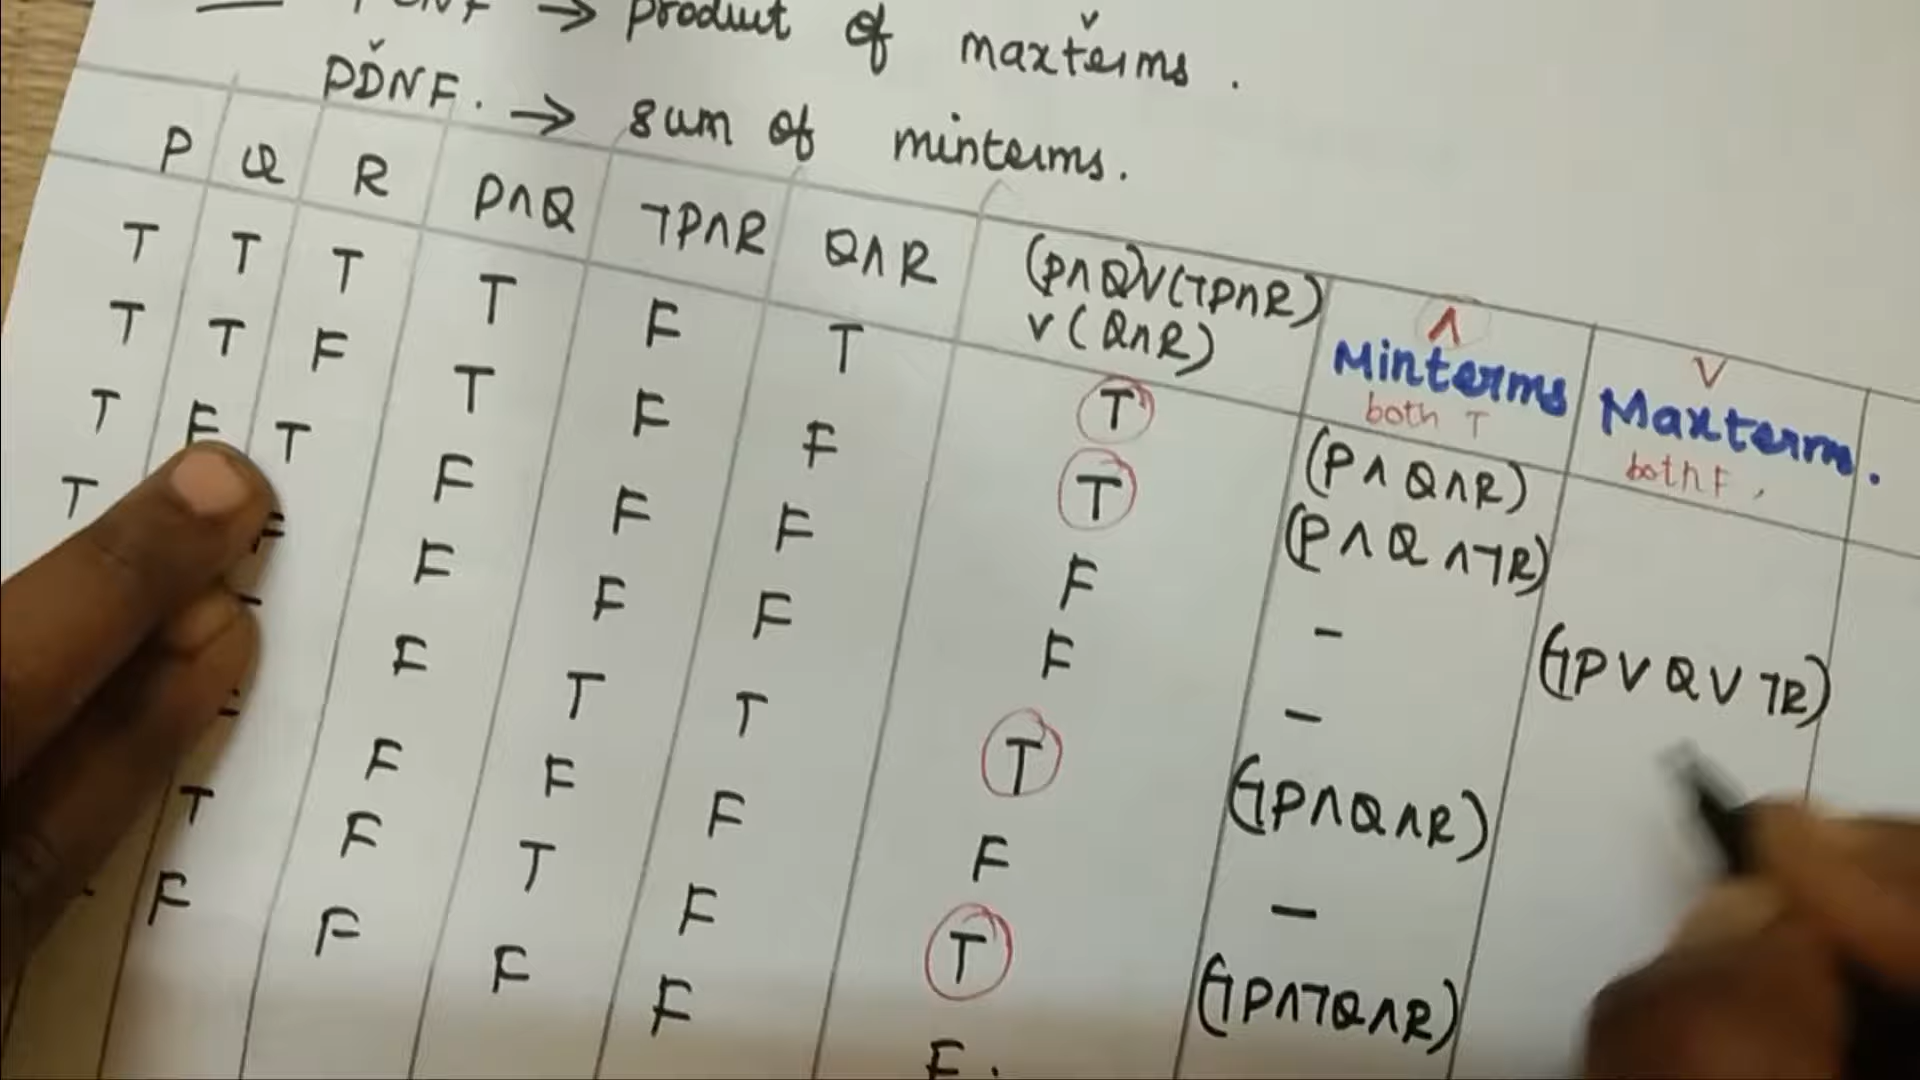 → product of maxterms.
PDNF. → sum of minterms.
P Q R P∧Q ¬P∧R Q∧R (P∧Q)∨(¬P∧R) ∨(Q∧R) ∧ Minterms both T ∨ Maxterm. both F,
T T T T F T T (P∧Q∧R)
T T F T F F T (P∧Q∧¬R)
T F T F F F F - (¬P∨Q∨¬R)
T F F F F F -
F T T T (¬P∧Q∧R)
T F F F F -
F F T F T (¬P∧¬Q∧R)
F F F F.